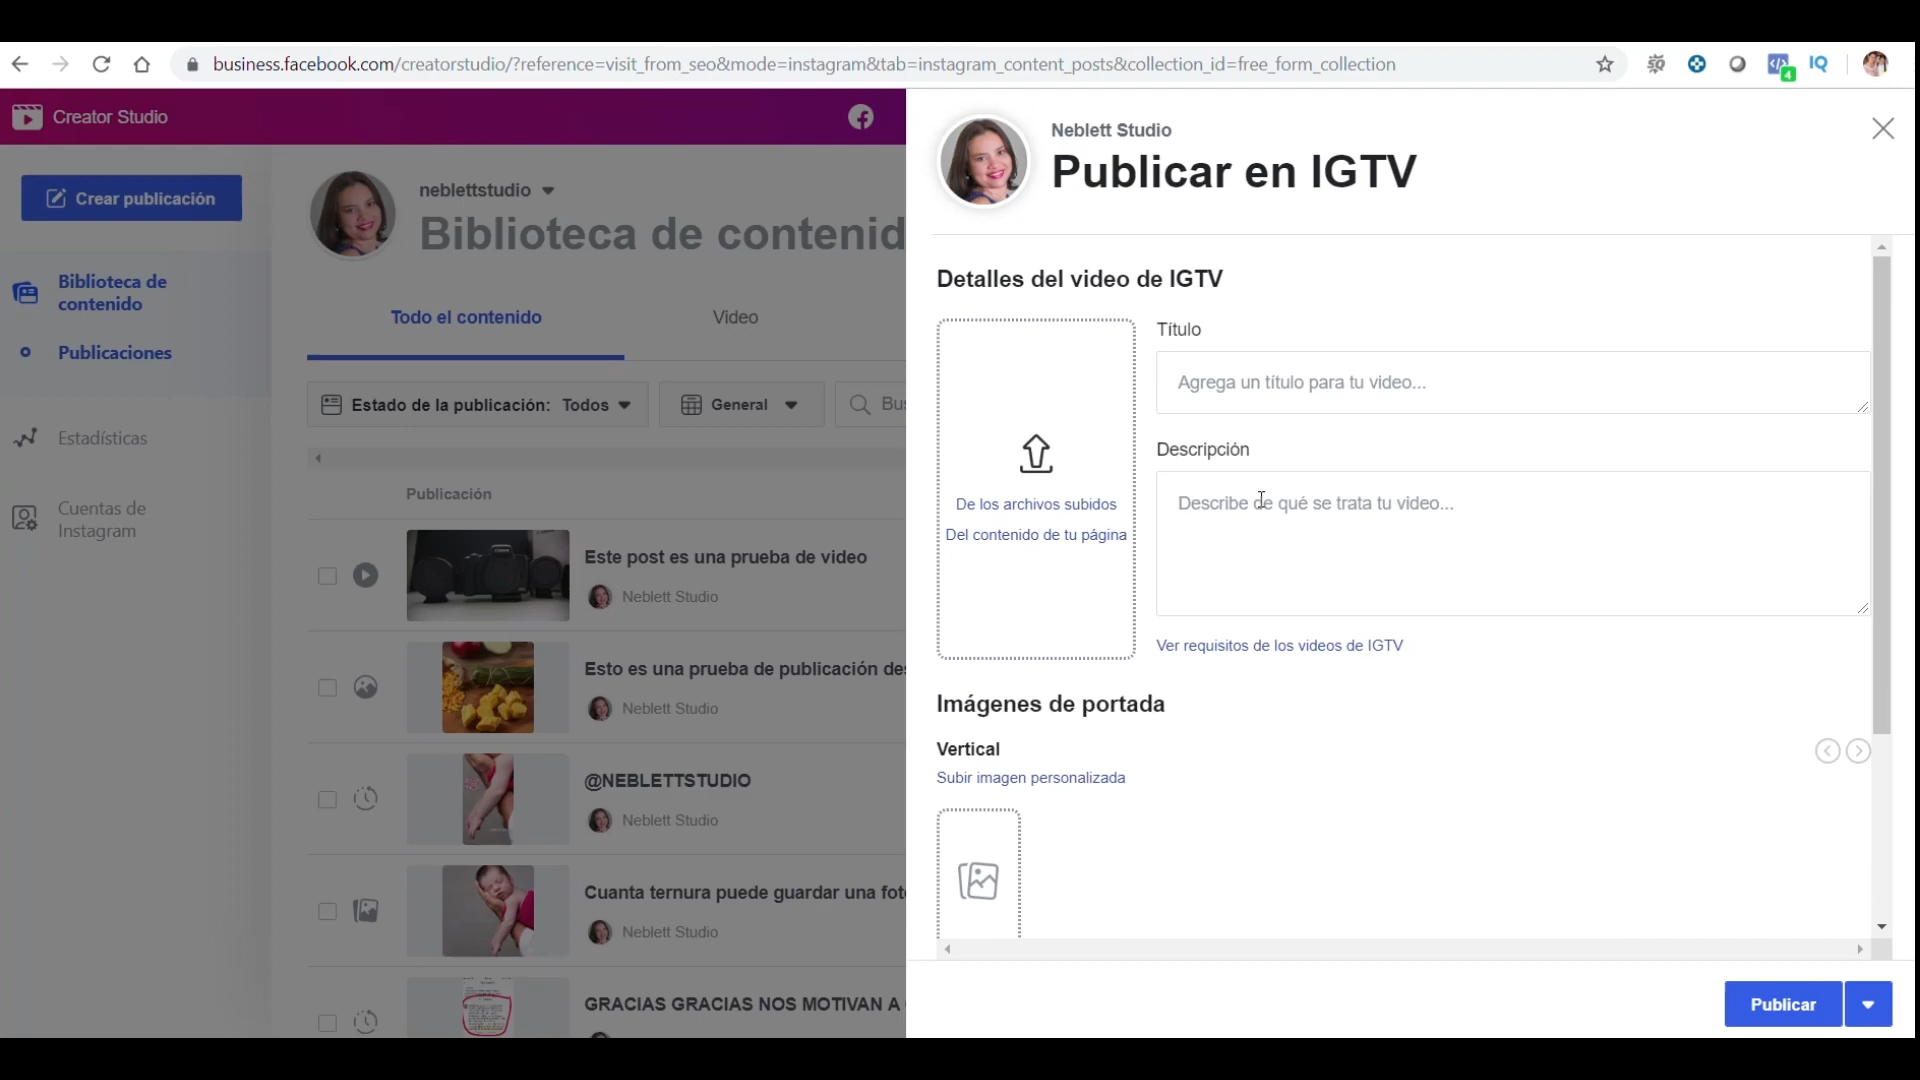 business.facebook.com/creatorstudio/?reference=visit_from_seo&mode=instagram&tab=instagram_content_posts&collection_id=free_form_collection
4
IQ
Creator Studio
Crear publicación
Biblioteca de
contenido
Publicaciones
Estadísticas
Cuentas de
Instagram
neblettstudio
Biblioteca de contenid
Todo el contenido
Video
Estado de la publicación: Todos
General
Bus
Publicación
Este post es una prueba de video
Neblett Studio
Esto es una prueba de publicación des
Neblett Studio
@NEBLETTSTUDIO
Neblett Studio
Cuanta ternura puede guardar una foto
Neblett Studio
GRACIAS GRACIAS NOS MOTIVAN A
Neblett Studio
Publicar en IGTV
Detalles del video de IGTV
De los archivos subidos
Del contenido de tu página
Título
Agrega un título para tu video...
Descripción
Describe de qué se trata tu video...
Ver requisitos de los videos de IGTV
Imágenes de portada
Vertical
Subir imagen personalizada
Publicar